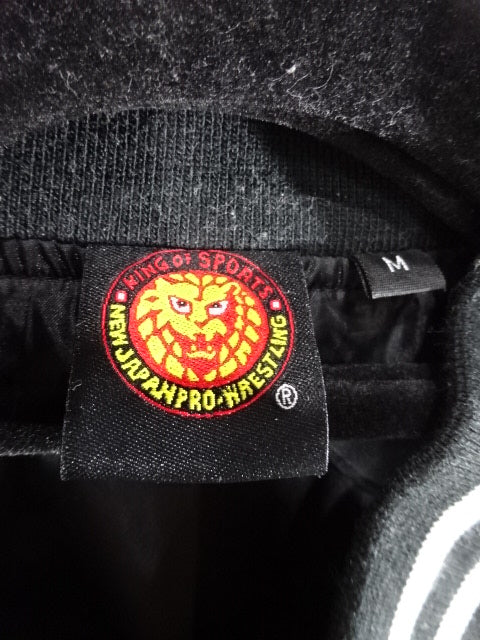 KING OF SPORTS
NEW JAPAN PRO-WRESTLING
®
M